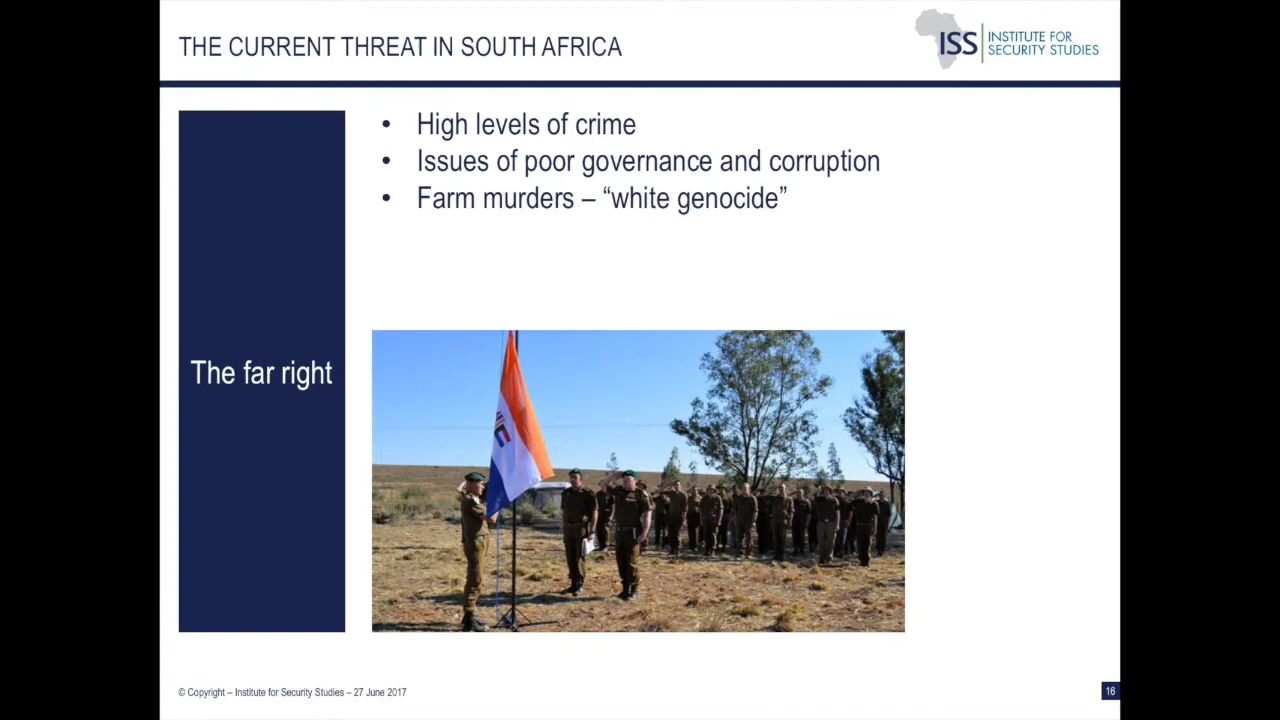 THE CURRENT THREAT IN SOUTH AFRICA
ISS
INSTITUTE FOR
SECURITY STUDIES
• High levels of crime
• Issues of poor governance and corruption
• Farm murders – “white genocide”
The far right
© Copyright – Institute for Security Studies – 27 June 2017
16